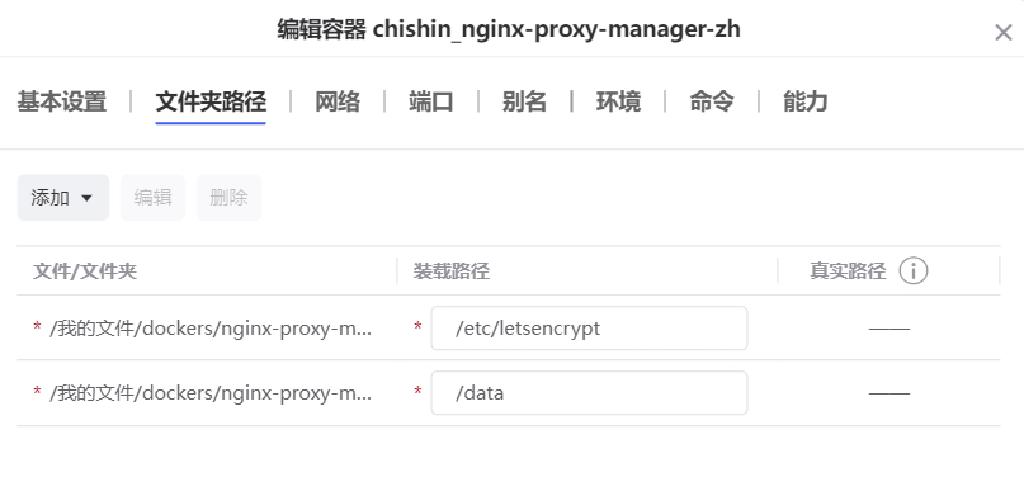 编辑容器 chishin_nginx-proxy-manager-zh
基本设置 | 文件夹路径 | 网络 | 端口 | 别名 | 环境 | 命令 | 能力
添加 编辑 删除
文件/文件夹 装载路径 真实路径
* /我的文件/dockers/nginx-proxy-m... * /etc/letsencrypt ——
* /我的文件/dockers/nginx-proxy-m... * /data ——